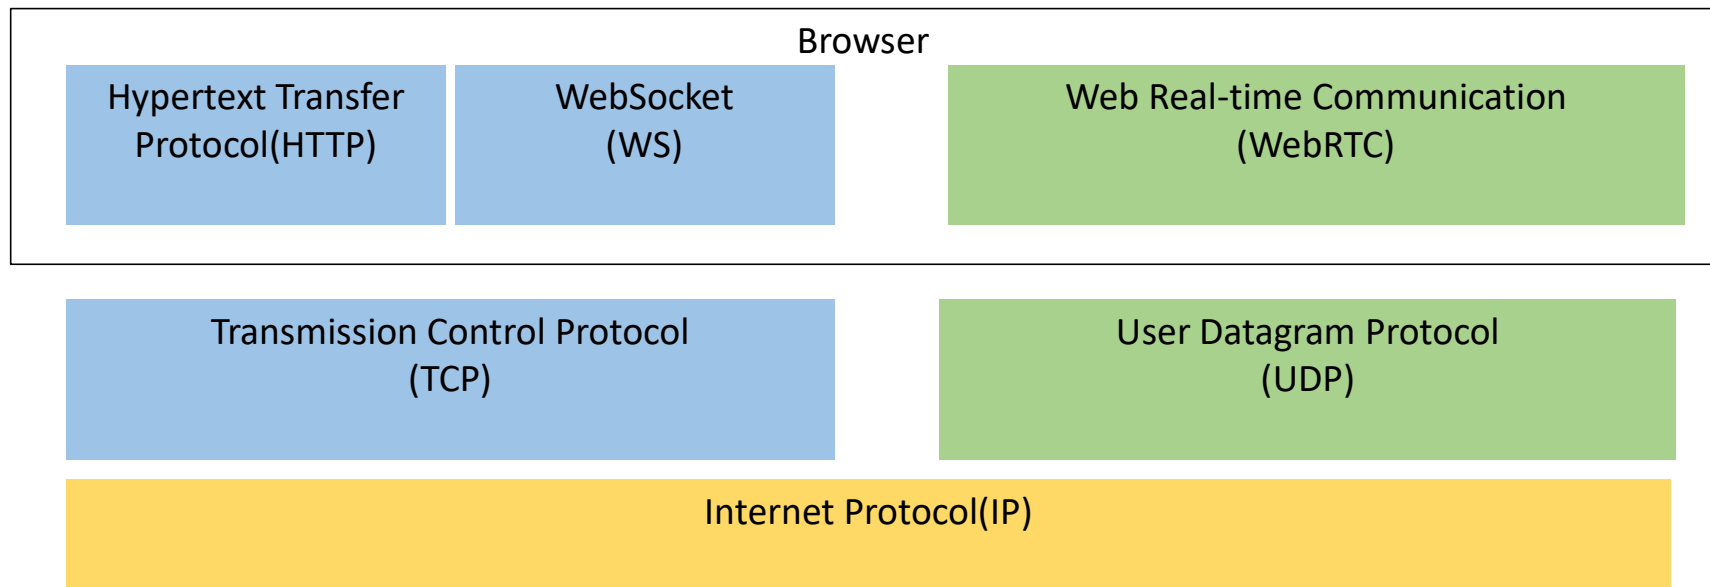 Browser
Hypertext Transfer
Protocol(HTTP)
WebSocket
(WS)
Web Real-time Communication
(WebRTC)
Transmission Control Protocol
(TCP)
User Datagram Protocol
(UDP)
Internet Protocol(IP)